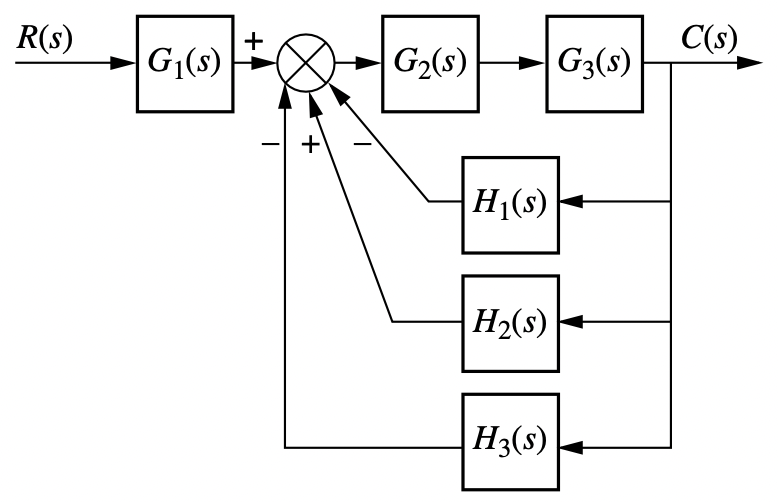 R(s) G₁(s) + G₂(s) G₃(s) C(s)
− + −
H₁(s)
H₂(s)
H₃(s)